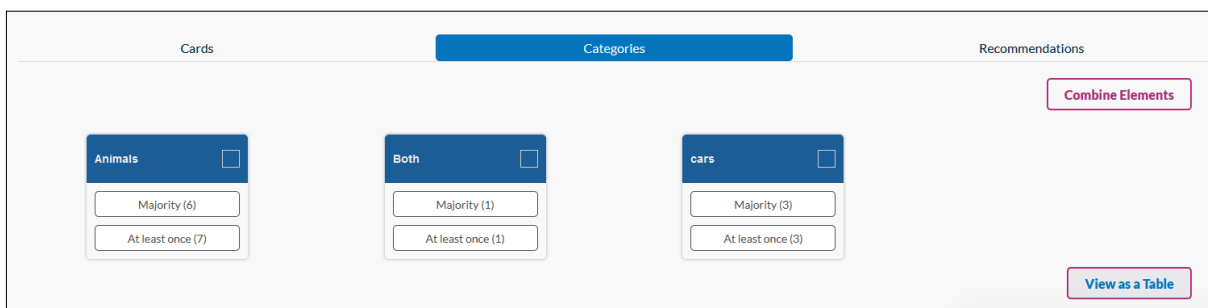 Cards
Categories
Recommendations
Combine Elements
Animals
Majority (6)
At least once (7)
Both
Majority (1)
At least once (1)
cars
Majority (3)
At least once (3)
View as a Table